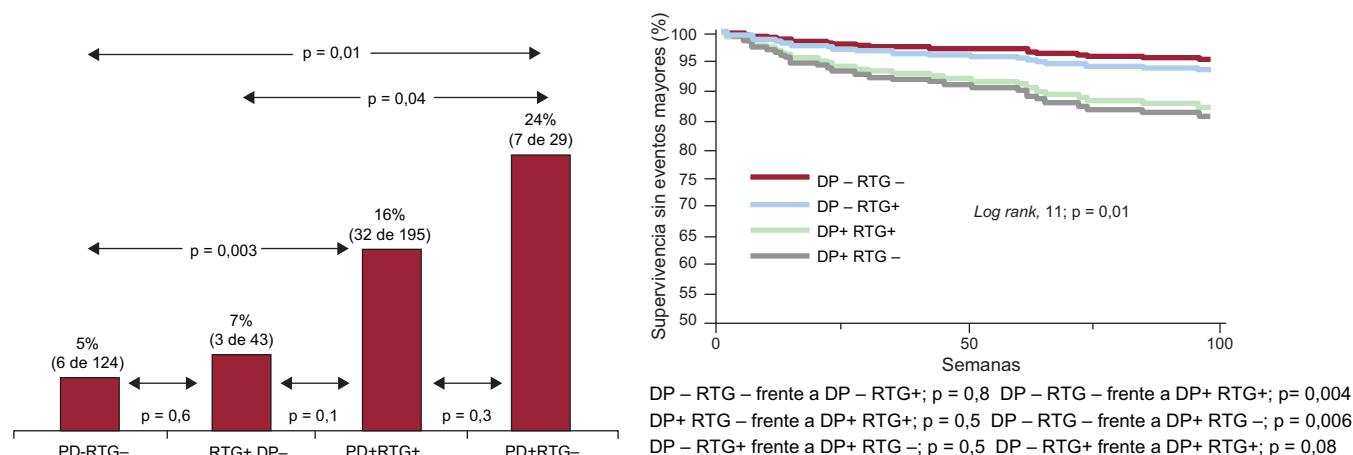 p = 0,01
p = 0,04
24%
(7 de 29)
16%
(32 de 195)
p = 0,003
7%
(3 de 43)
5%
(6 de 124)
p = 0,6
p = 0,1
p = 0,3
PD-RTG–
RTG+ DP–
PD+RTG+
PD+RTG–
Supervivencia sin eventos mayores (%)
100
95
90
80
80
75
70
65
60
55
50
DP – RTG –
DP – RTG+
DP+ RTG+
DP+ RTG –
Log rank, 11; p = 0,01
0
50
100
Semanas
DP – RTG – frente a DP – RTG+; p = 0,8 DP – RTG – frente a DP+ RTG+; p= 0,004
DP+ RTG – frente a DP+ RTG+; p = 0,5 DP – RTG – frente a DP+ RTG –; p = 0,006
DP – RTG+ frente a DP+ RTG –; p = 0,5 DP – RTG+ frente a DP+ RTG+; p = 0,08